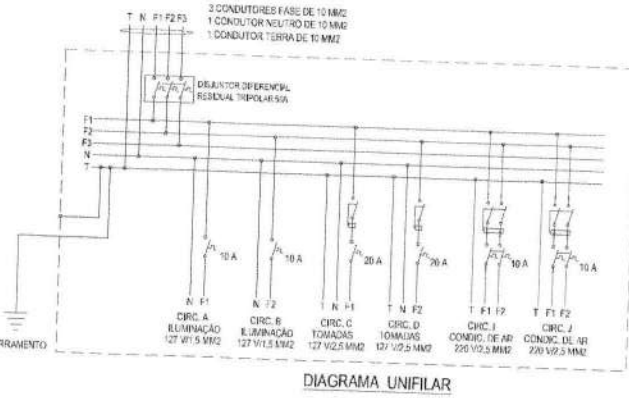 3 CONDUTORES FASE DE 10 MM2
1 CONDUTOR NEUTRO DE 10 MM2
1 CONDUTOR TERRA DE 10 MM2
T N F1 F2 F3
DISJUNTOR DIFERENCIAL
RESIDUAL TRIPOLAR 50A
F1
F2
F3
N
T
10 A
10 A
20 A
20 A
10 A
10 A
N F1
N F2
T N F1
T N F2
T F1 F2
T F1 F2
CIRC. A
ILUMINAÇÃO
127 V/1,5 MM2
CIRC. B
ILUMINAÇÃO
127 V/1,5 MM2
CIRC. C
TOMADAS
127 V/2,5 MM2
CIRC. D
TOMADAS
127 V/2,5 MM2
CIRC. I
CONDIC. DE AR
220 V/2,5 MM2
CIRC. J
CONDIC. DE AR
220 V/2,5 MM2
RRAMENTO
DIAGRAMA UNIFILAR